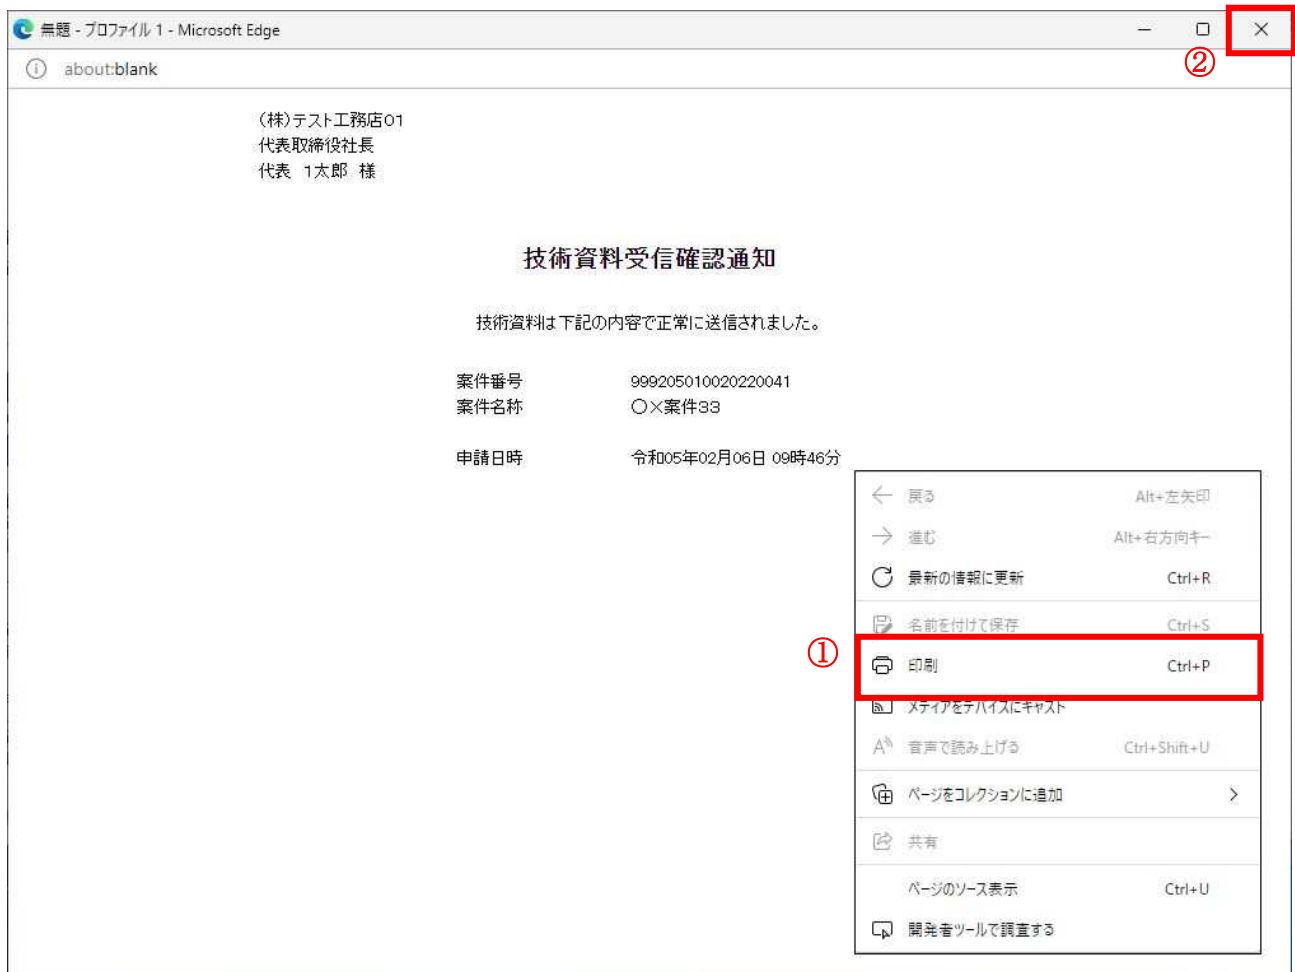 無題 - プロファイル 1 - Microsoft Edge
②
about:blank
(株)テスト工務店01
代表取締役社長
代表 1太郎 様
技術資料受信確認通知
技術資料は下記の内容で正常に送信されました。
案件番号 999205010020220041
案件名称 〇×案件33
申請日時 令和05年02月06日 09時46分
戻る Alt+左矢印
進む Alt+右方向キー
最新の情報に更新 Ctrl+R
名前を付けて保存 Ctrl+S
① 印刷 Ctrl+P
メディアをデバイスにキャスト
音声で読み上げる Ctrl+Shift+U
ページをコレクションに追加
共有
ページのソース表示 Ctrl+U
開発者ツールで調査する